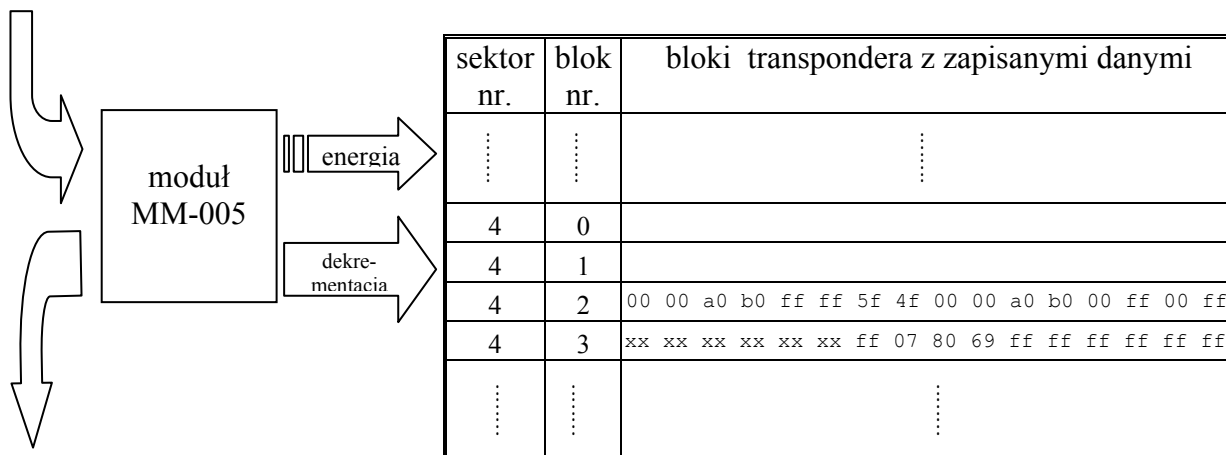 sektor nr. blok nr. bloki transpondera z zapisanymi danymi
moduł
MM-005
energia
dekre-
mentacja
4 0
4 1
4 2 00 00 a0 b0 ff ff 5f 4f 00 00 a0 b0 00 ff 00 ff
4 3 xx xx xx xx xx xx ff 07 80 69 ff ff ff ff ff ff